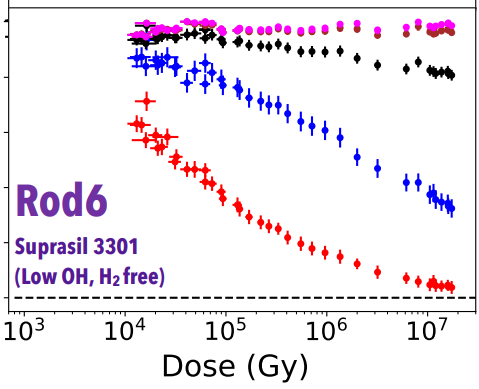 Rod6
Suprasil 3301
(Low OH, H₂ free)
10³ 10⁴ 10⁵ 10⁶ 10⁷
Dose (Gy)